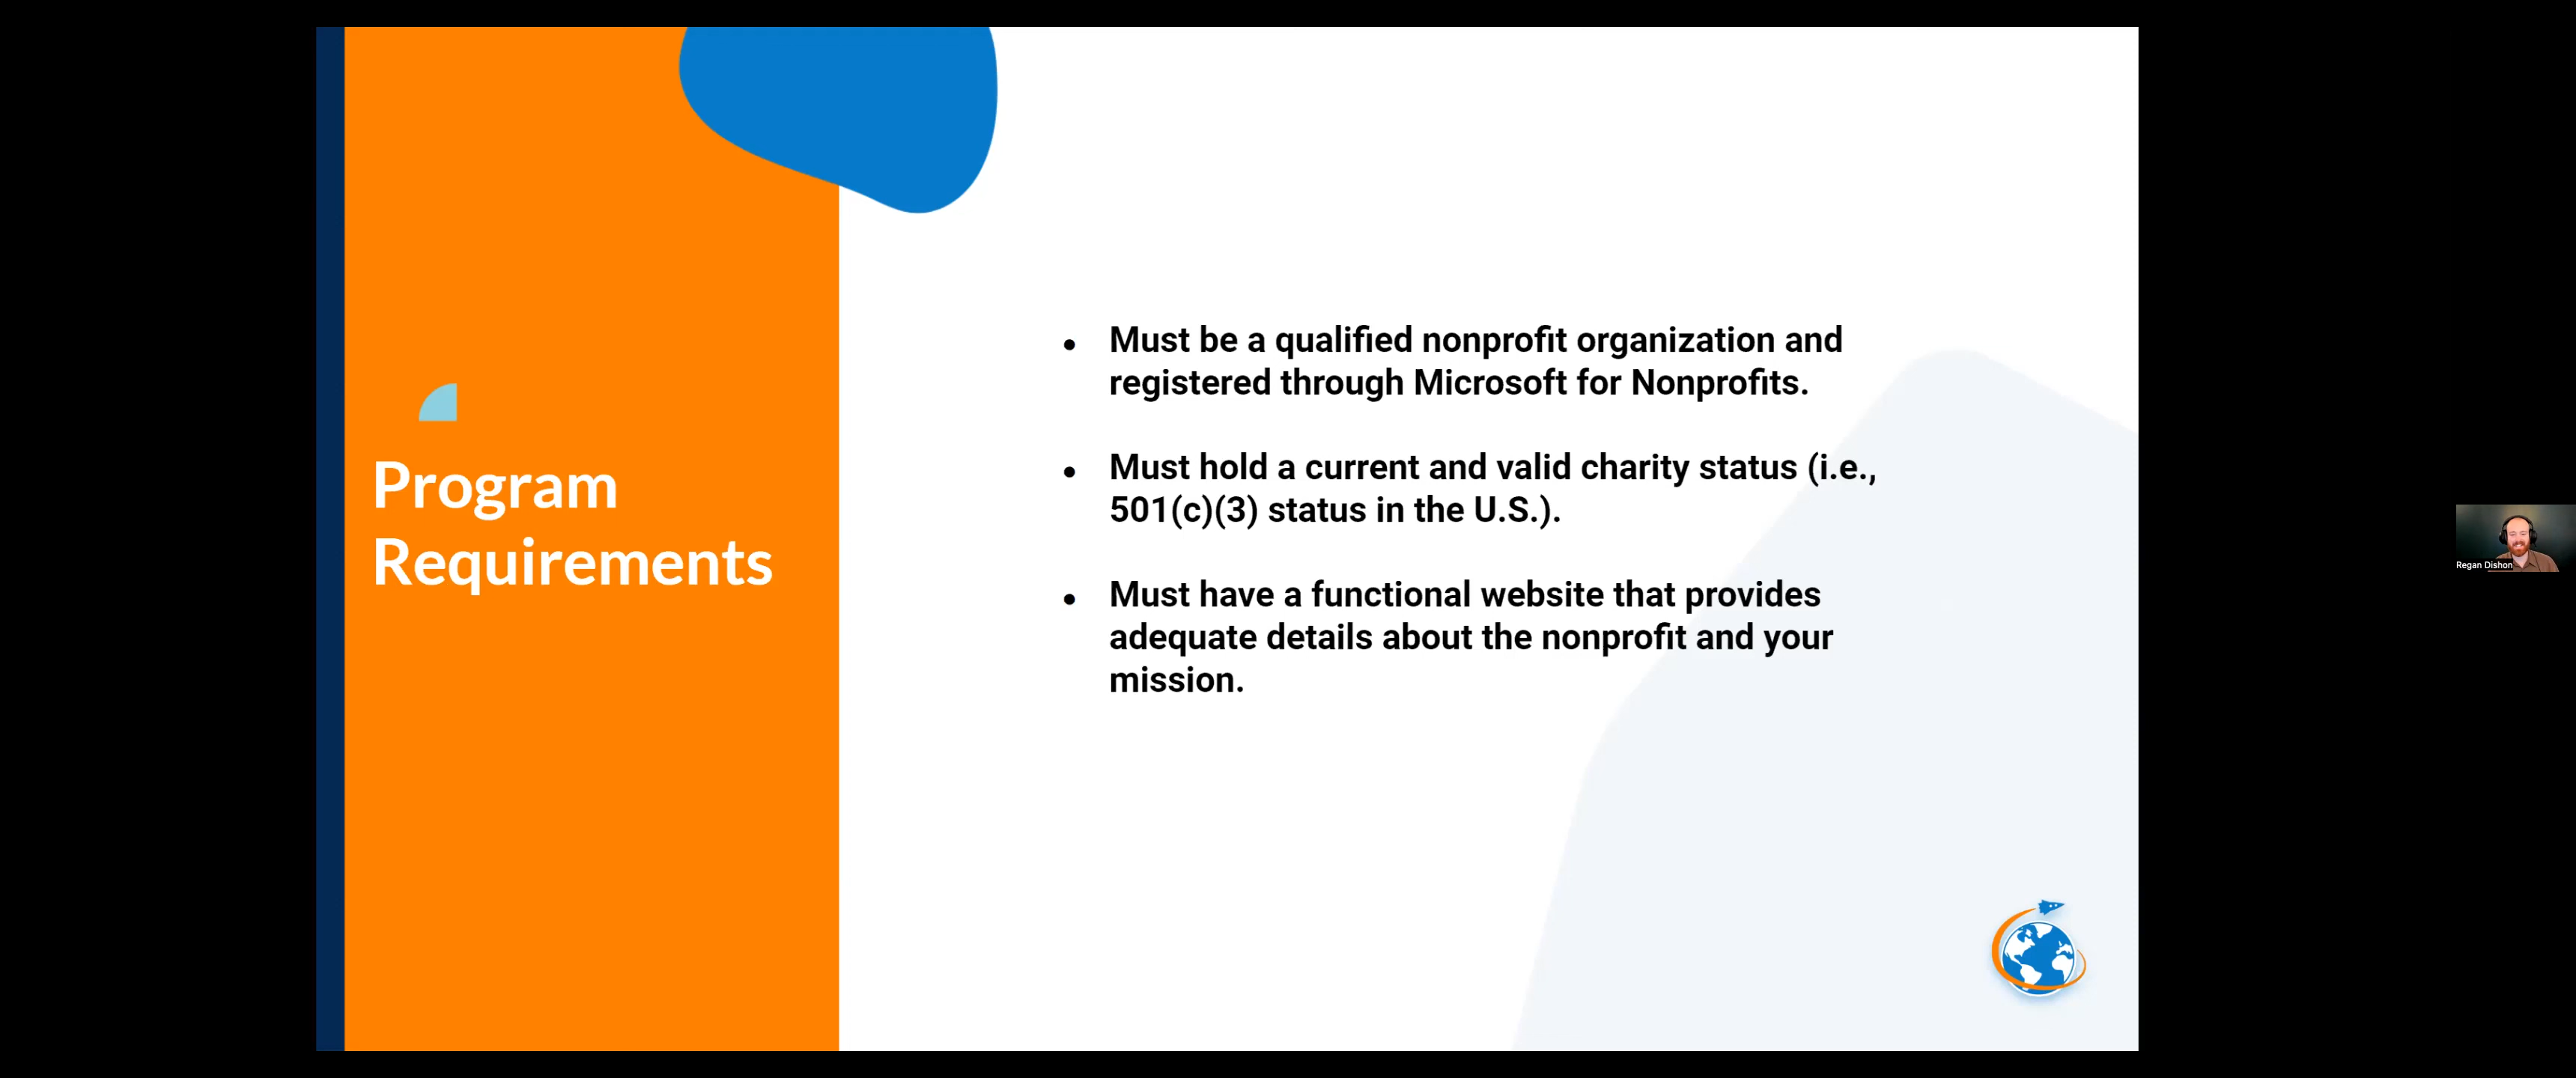 Program
Requirements
● Must be a qualified nonprofit organization and
registered through Microsoft for Nonprofits.
● Must hold a current and valid charity status (i.e.,
501(c)(3) status in the U.S.).
● Must have a functional website that provides
adequate details about the nonprofit and your
mission.
Regan Dishon